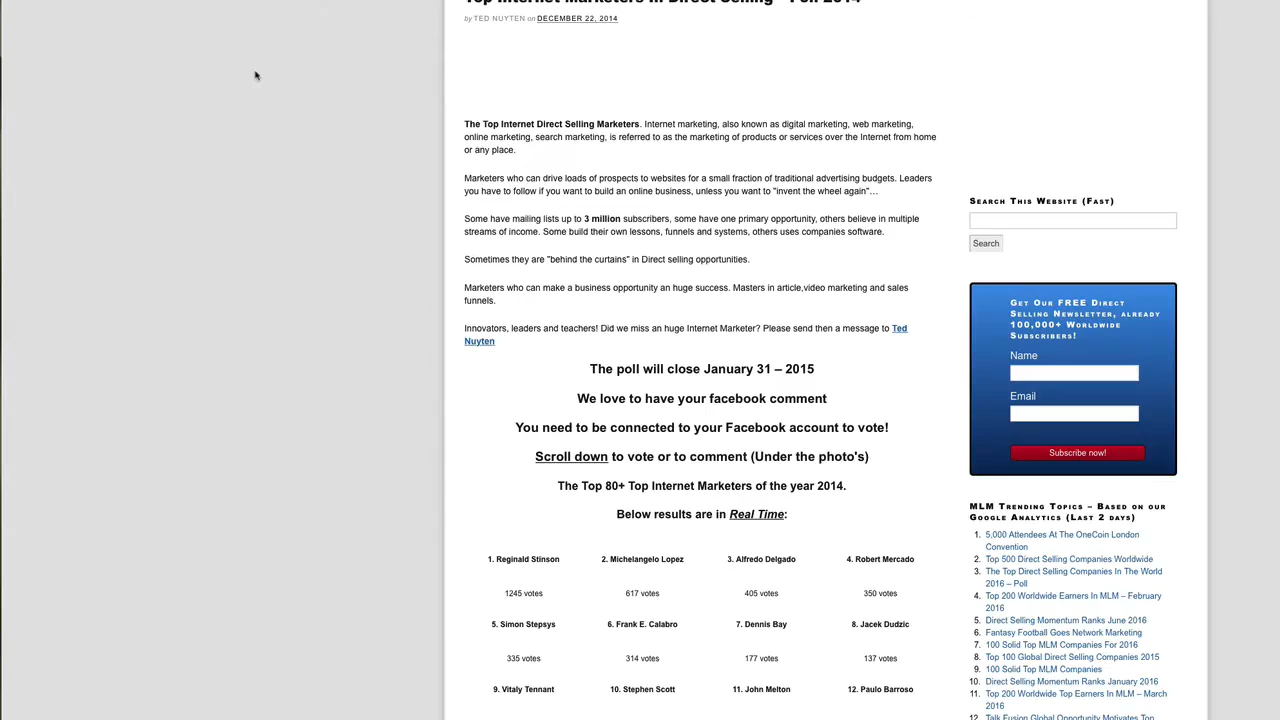 Top Internet Marketers In Direct Selling - Poll 2014
by TED NUYTEN on DECEMBER 22, 2014
The Top Internet Direct Selling Marketers. Internet marketing, also known as digital marketing, web marketing,
online marketing, search marketing, is referred to as the marketing of products or services over the Internet from home
or any place.
Marketers who can drive loads of prospects to websites for a small fraction of traditional advertising budgets. Leaders
you have to follow if you want to build an online business, unless you want to "invent the wheel again"…
Some have mailing lists up to 3 million subscribers, some have one primary opportunity, others believe in multiple
streams of income. Some build their own lessons, funnels and systems, others uses companies software.
Sometimes they are "behind the curtains" in Direct selling opportunities.
Marketers who can make a business opportunity an huge success. Masters in article,video marketing and sales
funnels.
Innovators, leaders and teachers! Did we miss an huge Internet Marketer? Please send then a message to Ted
Nuyten
The poll will close January 31 – 2015
We love to have your facebook comment
You need to be connected to your Facebook account to vote!
Scroll down to vote or to comment (Under the photo's)
The Top 80+ Top Internet Marketers of the year 2014.
Below results are in Real Time:
1. Reginald Stinson 2. Michelangelo Lopez 3. Alfredo Delgado 4. Robert Mercado
1245 votes 617 votes 405 votes 350 votes
5. Simon Stepsys 6. Frank E. Calabro 7. Dennis Bay 8. Jacek Dudzic
335 votes 314 votes 177 votes 137 votes
9. Vitaly Tennant 10. Stephen Scott 11. John Melton 12. Paulo Barroso
Search This Website (Fast)
Search
Get Our FREE Direct
Selling Newsletter, already
100,000+ Worldwide
Subscribers!
Name
Email
Subscribe now!
MLM Trending Topics – Based on our
Google Analytics (Last 2 days)
1. 5,000 Attendees At The OneCoin London
Convention
2. Top 500 Direct Selling Companies Worldwide
3. The Top Direct Selling Companies In The World
2016 – Poll
4. Top 200 Worldwide Earners In MLM – February
2016
5. Direct Selling Momentum Ranks June 2016
6. Fantasy Football Goes Network Marketing
7. 100 Solid Top MLM Companies For 2016
8. Top 100 Global Direct Selling Companies 2015
9. 100 Solid Top MLM Companies
10. Direct Selling Momentum Ranks January 2016
11. Top 200 Worldwide Top Earners In MLM – March
2016
12. Talk Fusion Global Opportunity Motivates Top